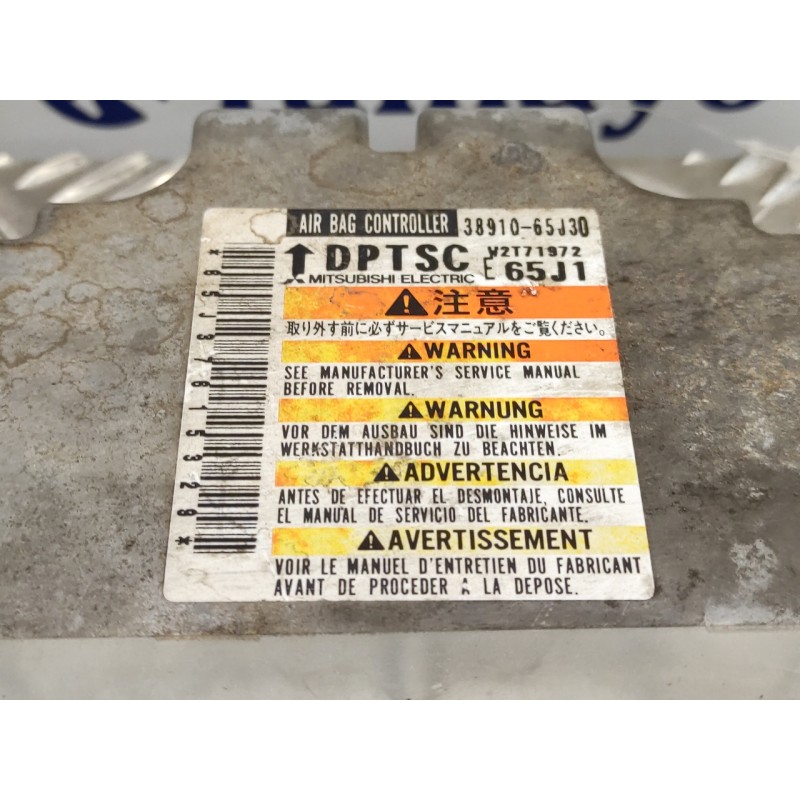 AIR BAG CONTROLLER 38910-65J30
DPTSC W2T71972
MITSUBISHI ELECTRIC E 65J1
*65J37615329*
注意
取り外す前に必ずサービスマニュアルをご覧ください。
WARNING
SEE MANUFACTURER'S SERVICE MANUAL
BEFORE REMOVAL.
WARNUNG
VOR DEM AUSBAU SIND DIE HINWEISE IM
WERKSTATTHANDBUCH ZU BEACHTEN.
ADVERTENCIA
ANTES DE EFECTUAR EL DESMONTAJE, CONSULTE
EL MANUAL DE SERVICIO DEL FABRICANTE.
AVERTISSEMENT
VOIR LE MANUEL D'ENTRETIEN DU FABRICANT
AVANT DE PROCEDER A LA DEPOSE.